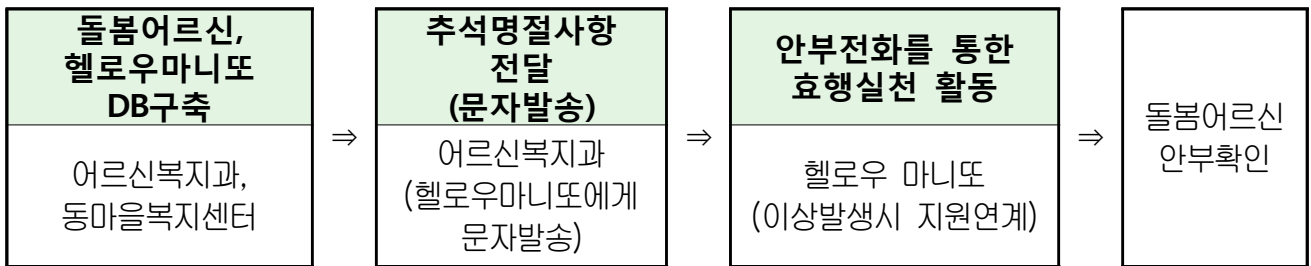 돌봄어르신,
헬로우마니또
DB구축
어르신복지과,
동마을복지센터
⇒
추석명절사항
전달
(문자발송)
어르신복지과
(헬로우마니또에게
문자발송)
⇒
안부전화를 통한
효행실천 활동
헬로우 마니또
(이상발생시 지원연계)
⇒
돌봄어르신
안부확인